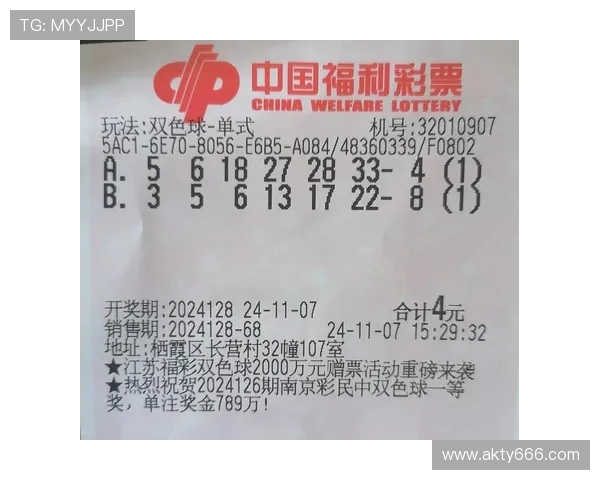 TG: MYYJJPP
中国福利彩票
CHINA WELFARE LOTTERY
玩法:双色球-单式 机号:32010907
5AC1-6E70-8056-E6B5-A084/48360339/F0802
A. 5 6 18 27 28 33- 4 (1)
B. 3 5 6 13 17 22- 8 (1)
开奖期:2024128 24-11-07 合计4元
销售期:2024128-68 24-11-07 15:29:32
地址:栖霞区长营村32幢107室
★江苏福彩双色球2000万元赠票活动重磅来袭
★热烈祝贺2024126期南京彩民中双色球一等
奖，单注奖金789万!
www.akty666.com